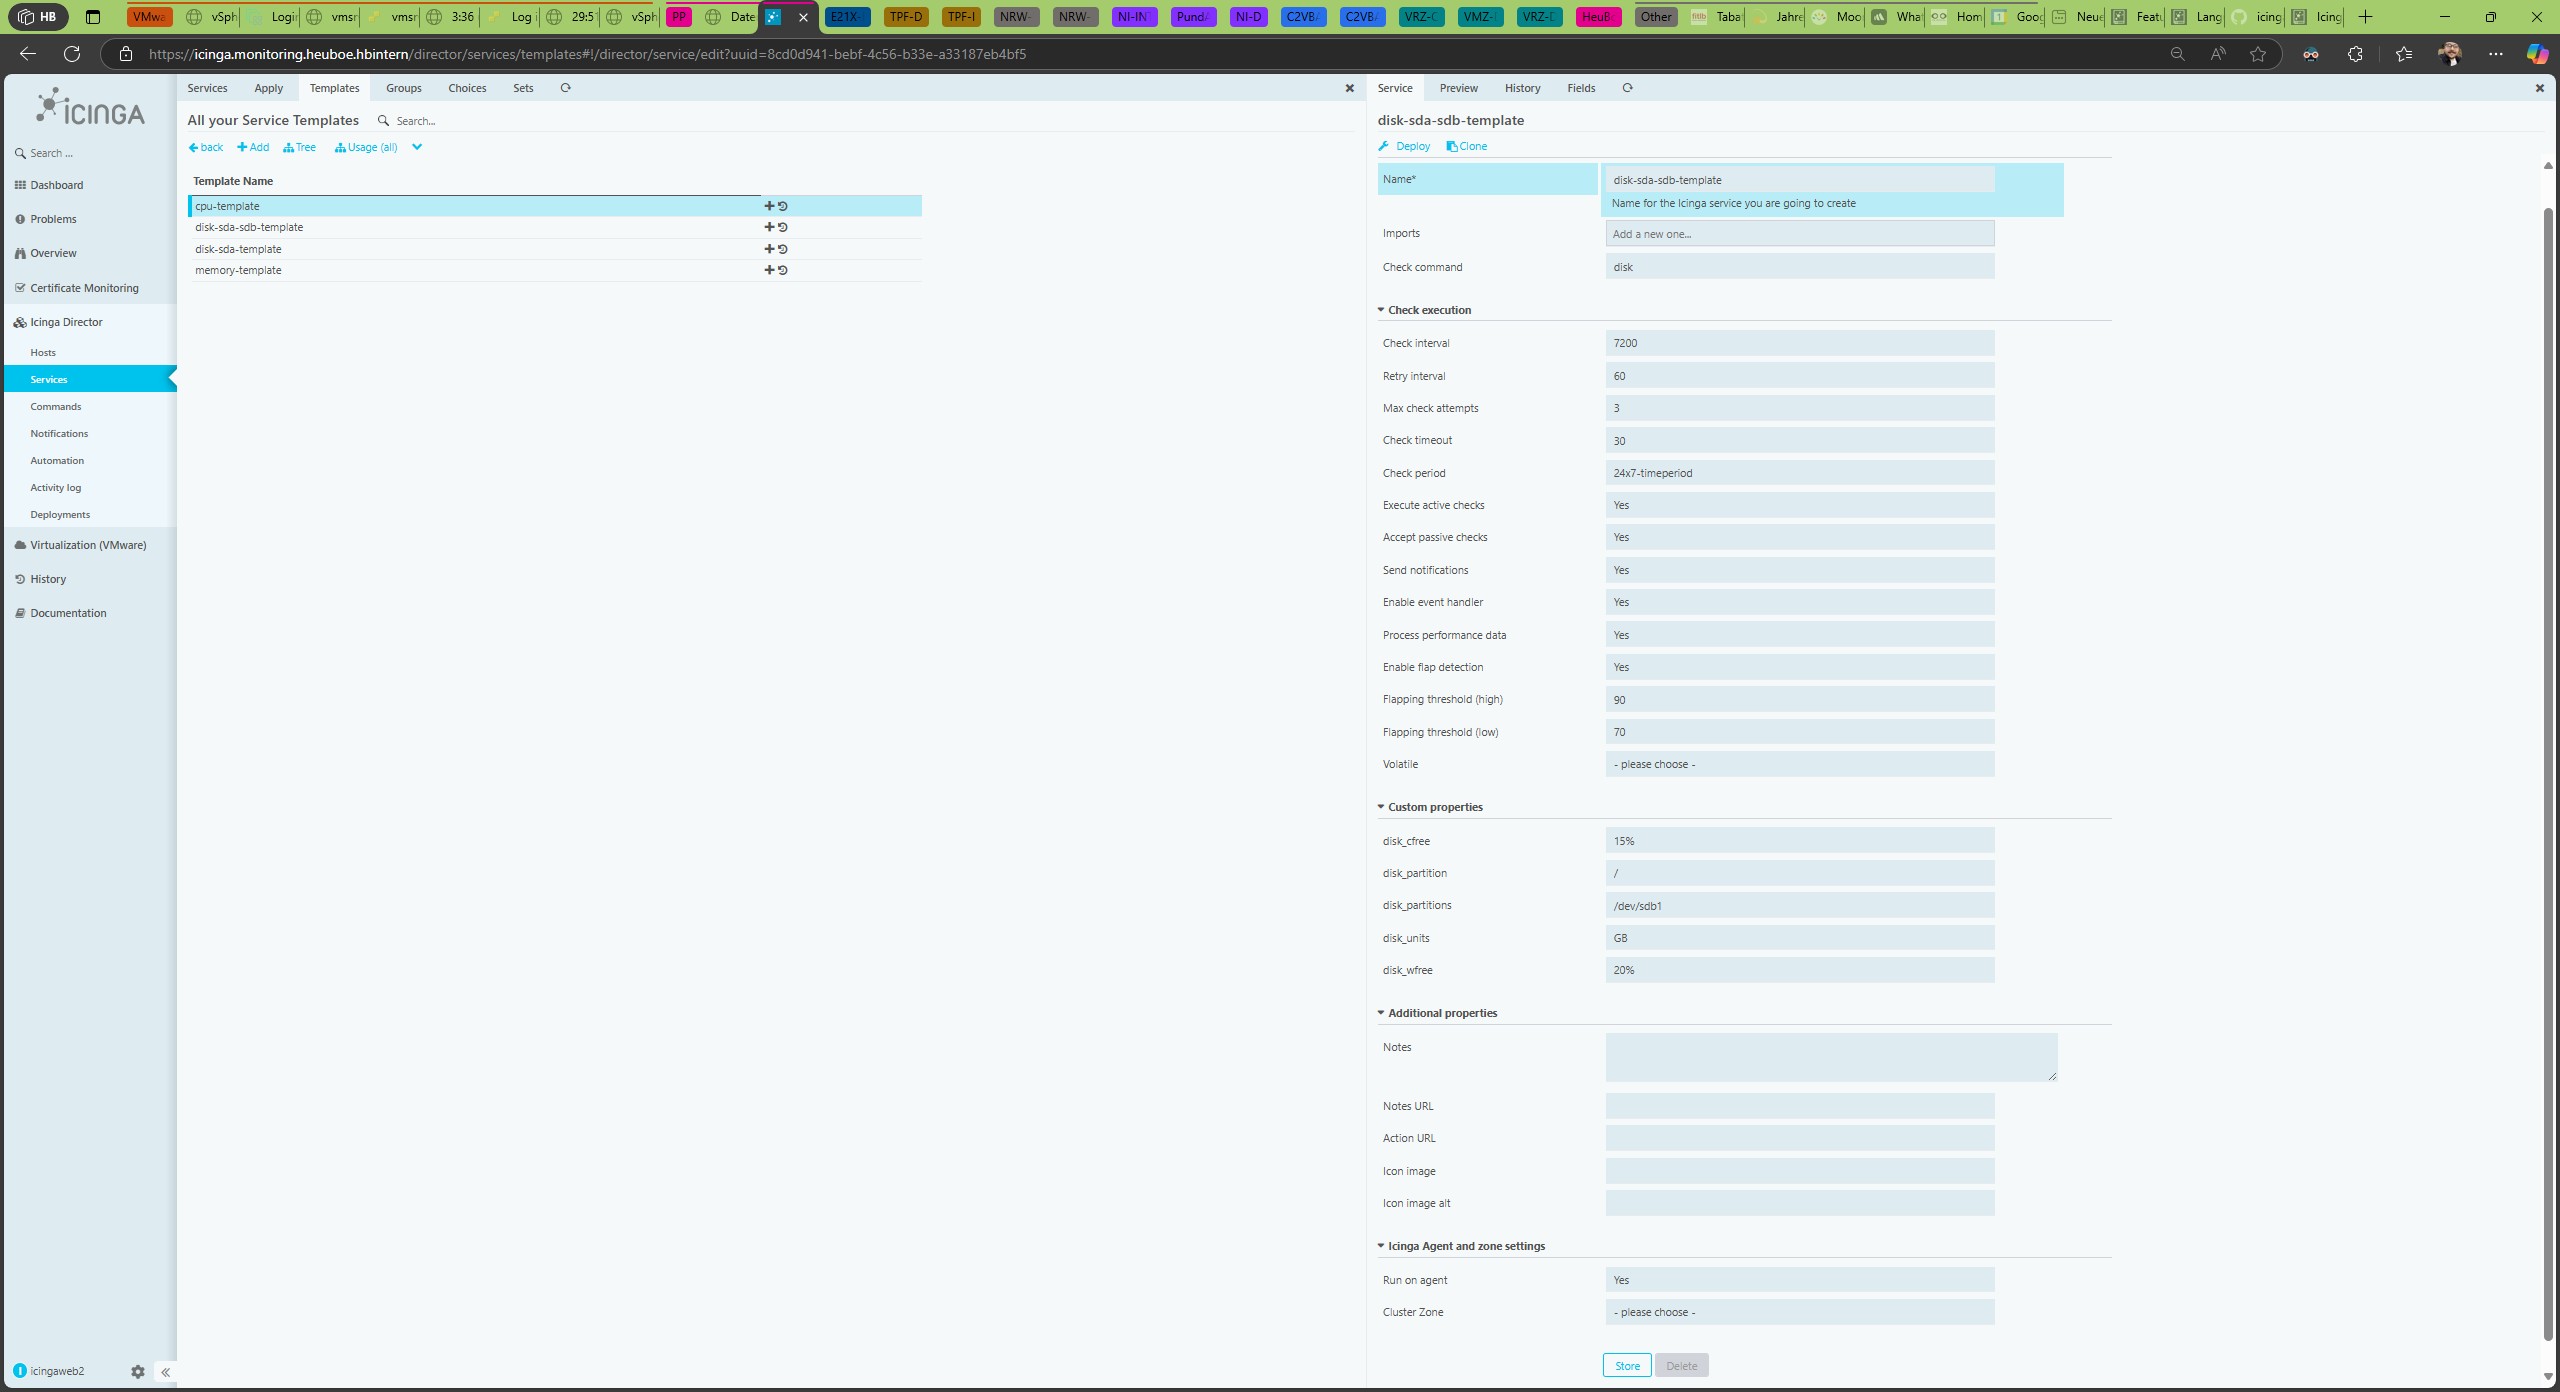 HB
VMwa
vSph
Login
vmsr
vmsr
3:36
Log i
29:51
vSph
PP
Date
E21X-
TPF-D
TPF-I
NRW-
NRW-
NI-IN
PundA
NI-D
C2VBA
C2VBA
VRZ-C
VMZ-
VRZ-D
HeuBo
Other
Taba
Jahre
Moo
Wha
Hom
Goog
Neue
Featu
Lang
icing
Icing
https://icinga.monitoring.heuboe.hbintern/director/services/templates#!/director/service/edit?uuid=8cd0d941-bebf-4c56-b33e-a33187eb4bf5
ICINGA
Search ...
Dashboard
Problems
Overview
Certificate Monitoring
Icinga Director
Hosts
Services
Commands
Notifications
Automation
Activity log
Deployments
Virtualization (VMware)
History
Documentation
icingaweb2
Services Apply Templates Groups Choices Sets
All your Service Templates Search...
back Add Tree Usage (all)
Template Name
cpu-template
disk-sda-sdb-template
disk-sda-template
memory-template
Service Preview History Fields
disk-sda-sdb-template
Deploy Clone
Name* disk-sda-sdb-template
Name for the Icinga service you are going to create
Imports Add a new one...
Check command disk
Check execution
Check interval 7200
Retry interval 60
Max check attempts 3
Check timeout 30
Check period 24x7-timeperiod
Execute active checks Yes
Accept passive checks Yes
Send notifications Yes
Enable event handler Yes
Process performance data Yes
Enable flap detection Yes
Flapping threshold (high) 90
Flapping threshold (low) 70
Volatile - please choose -
Custom properties
disk_cfree 15%
disk_partition /
disk_partitions /dev/sdb1
disk_units GB
disk_wfree 20%
Additional properties
Notes
Notes URL
Action URL
Icon image
Icon image alt
Icinga Agent and zone settings
Run on agent Yes
Cluster Zone - please choose -
Store Delete